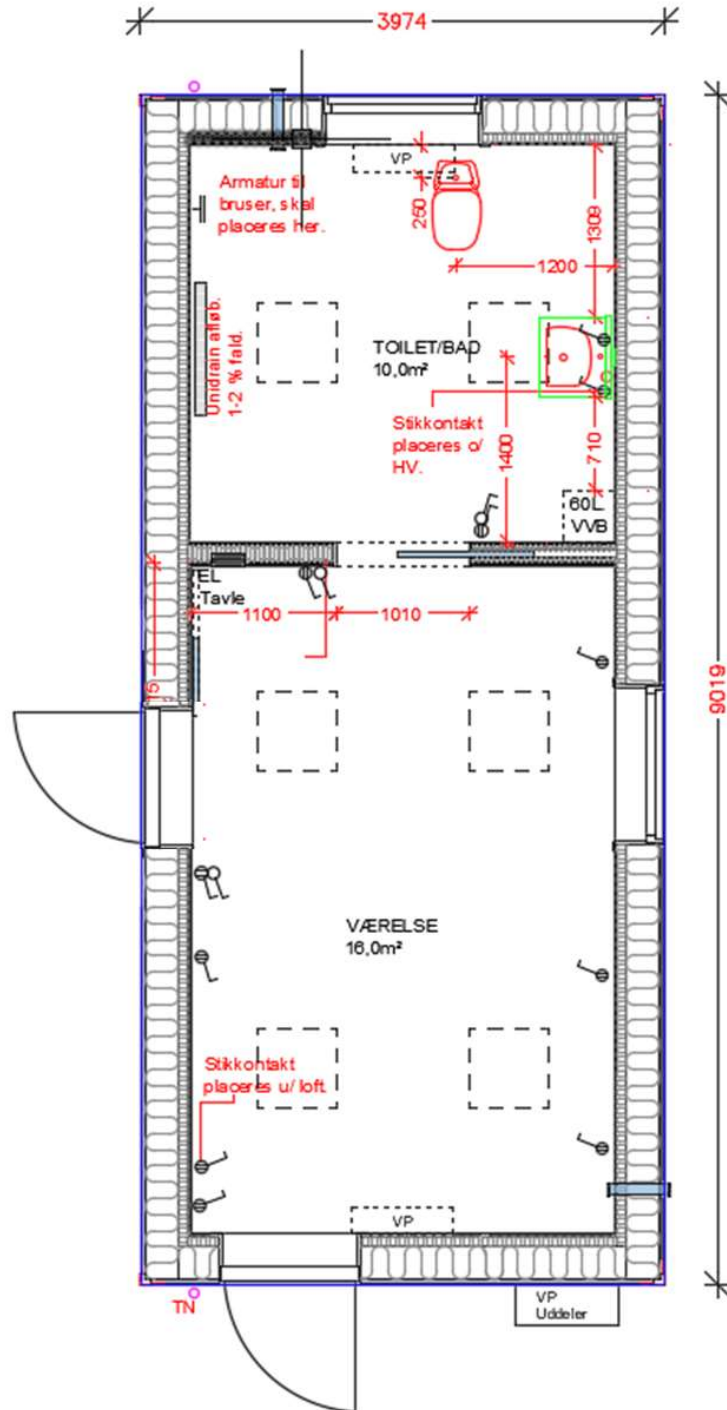 3974
Armatur til
bruser, skal
placeres her.
VP
250
1309
1200
Unidrain afløb.
1-2 % fald.
TOILET/BAD
10,0m²
Stikkontakt
placeres o/
HV.
1400
710
60L
VVB
EL
Tavle
1100
1010
15
9019
VÆRELSE
16,0m²
Stikkontakt
placeres u/ loft.
VP
TN
VP
Uddeler